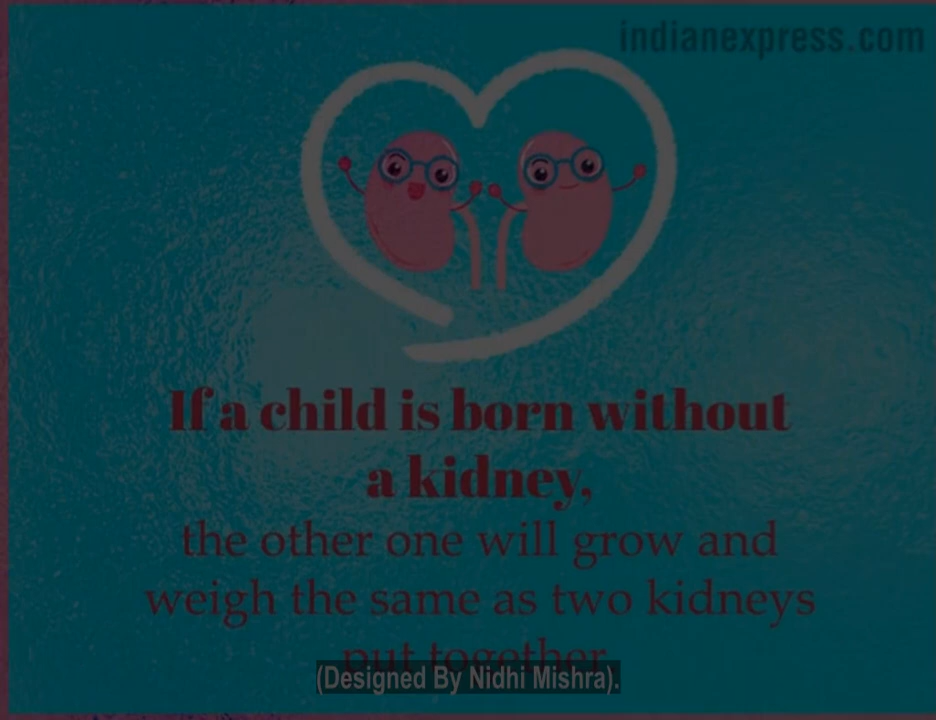 indianexpress.com
If a child is born without
a kidney,
the other one will grow and
weigh the same as two kidneys
put together
(Designed By Nidhi Mishra).